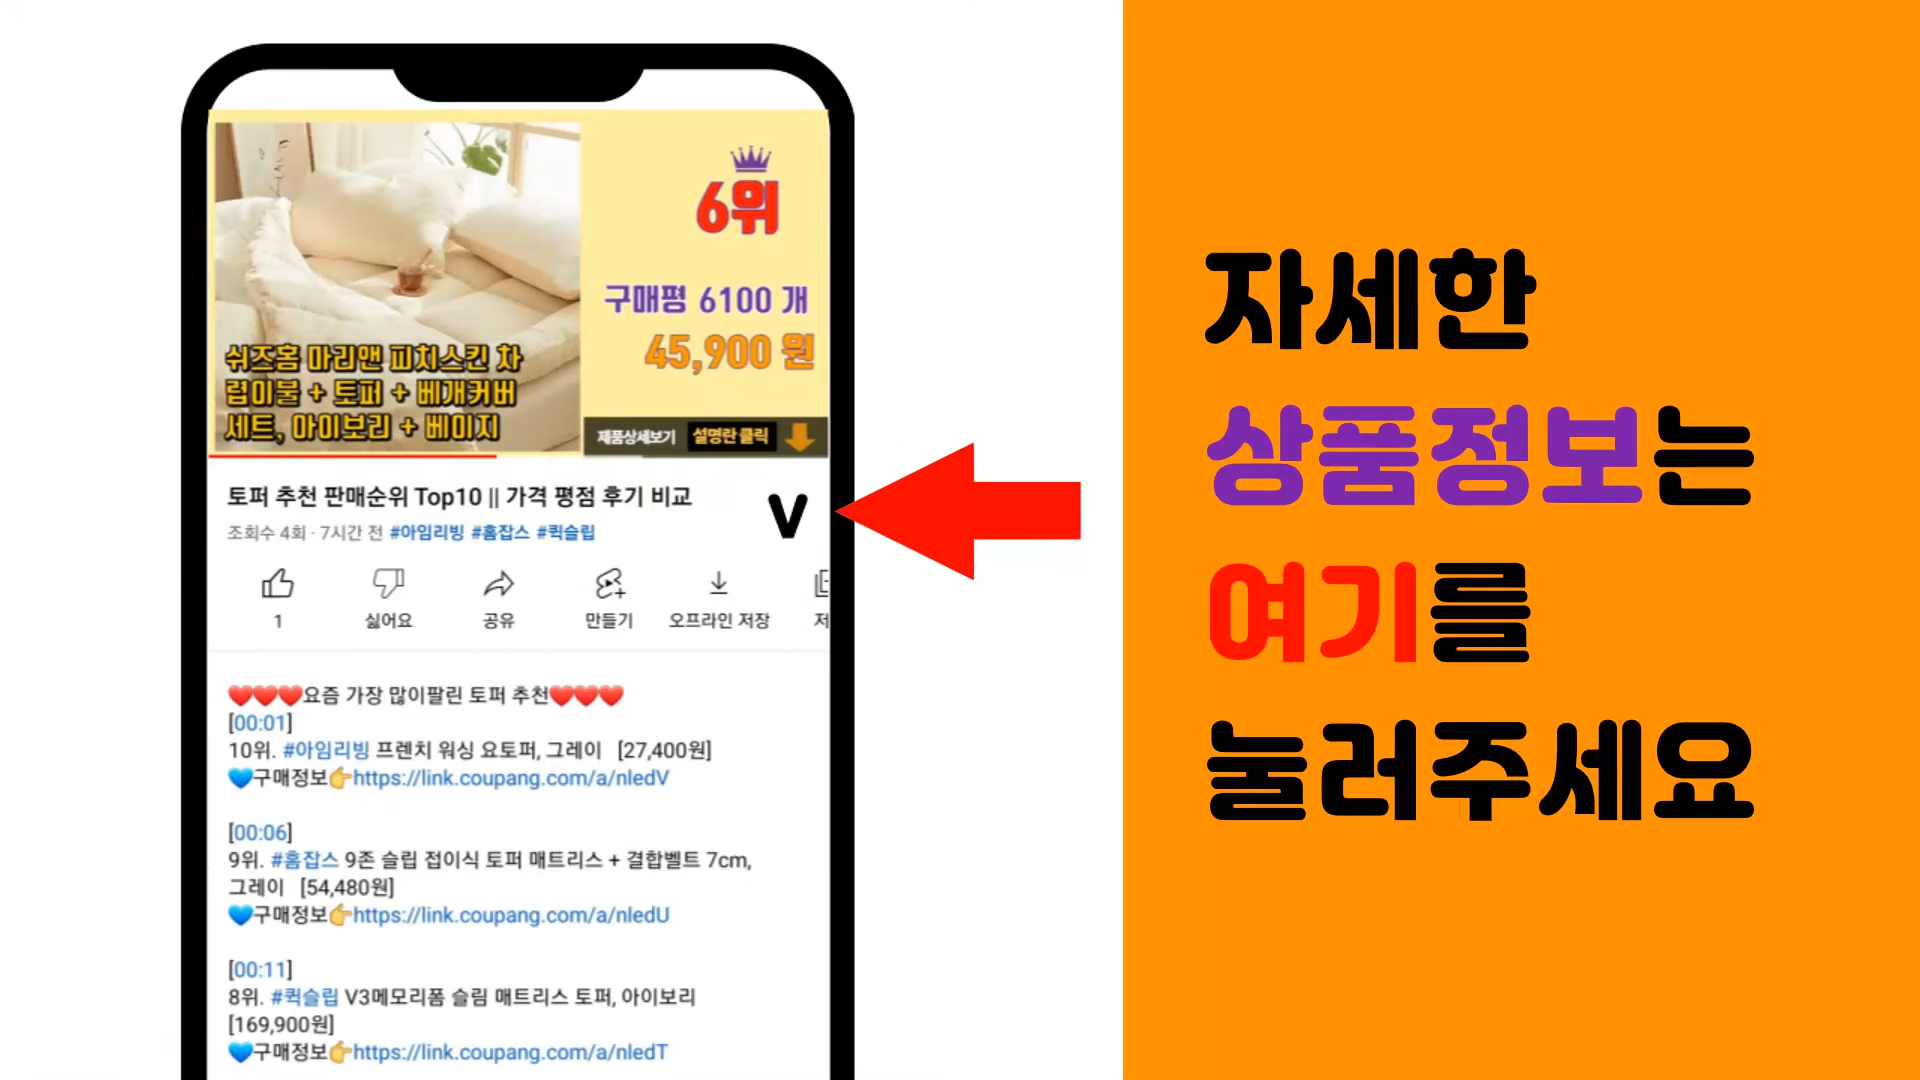 6위
구매평 6100 개
45,900 원
쉬즈홈 마리앤 피치스킨 차
렵이불 + 토퍼 + 베개커버
세트, 아이보리 + 베이지
제품상세보기 설명란 클릭
토퍼 추천 판매순위 Top10 || 가격 평점 후기 비교
V
조회수 4회 · 7시간 전 #아임리빙 #홈잡스 #퀵슬립
1 싫어요 공유 만들기 오프라인 저장 저
❤️❤️❤️요즘 가장 많이팔린 토퍼 추천❤️❤️❤️
[00:01]
10위. #아임리빙 프렌치 워싱 요토퍼, 그레이 [27,400원]
💙구매정보👉https://link.coupang.com/a/nledV
[00:06]
9위. #홈잡스 9존 슬립 접이식 토퍼 매트리스 + 결합벨트 7cm,
그레이 [54,480원]
💙구매정보👉https://link.coupang.com/a/nledU
[00:11]
8위. #퀵슬립 V3메모리폼 슬림 매트리스 토퍼, 아이보리
[169,900원]
💙구매정보👉https://link.coupang.com/a/nledT
자세한
상품정보는
여기를
눌러주세요